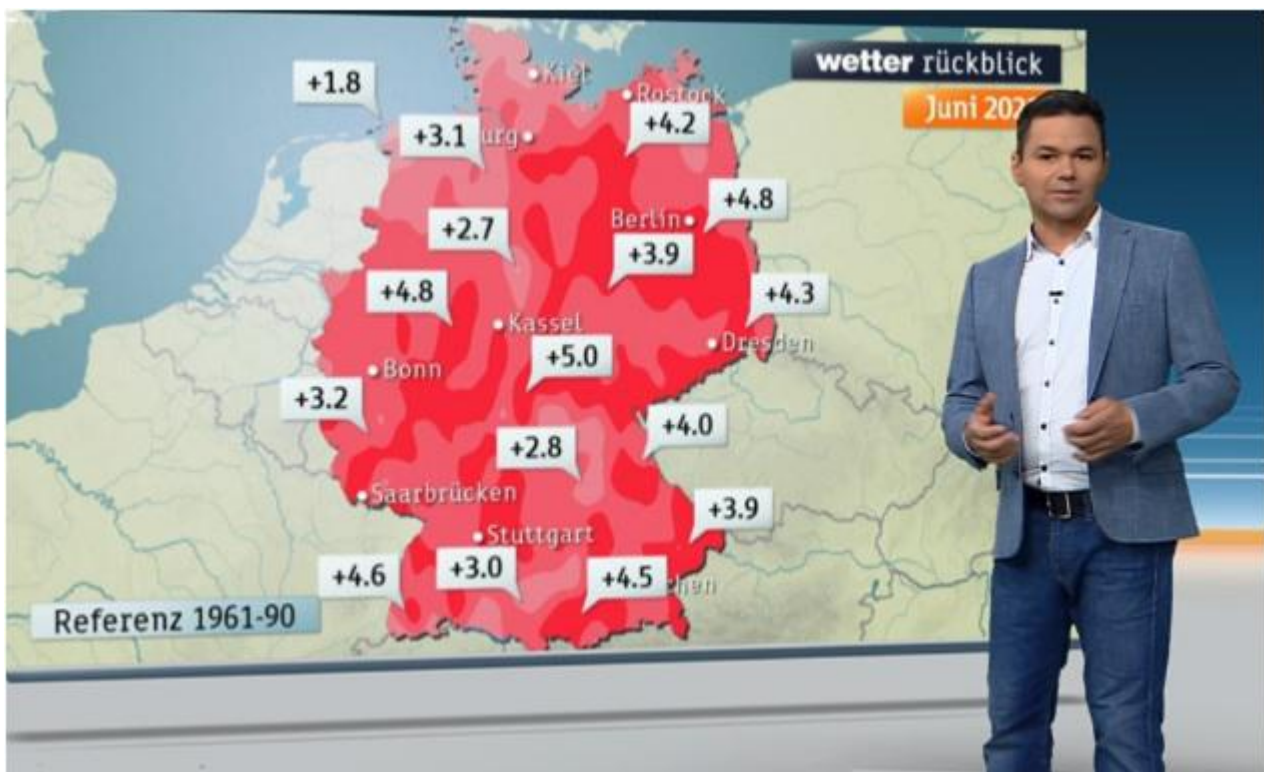 wetter rückblick
Juni 202
Kiel
+1.8
Rostock
+3.1
urg
+4.2
+4.8
Berlin
+2.7
+3.9
+4.8
+4.3
Kassel
Dresden
+5.0
Bonn
+3.2
+4.0
+2.8
Saarbrücken
+3.9
Stuttgart
+4.6
+3.0
+4.5
chen
Referenz 1961-90